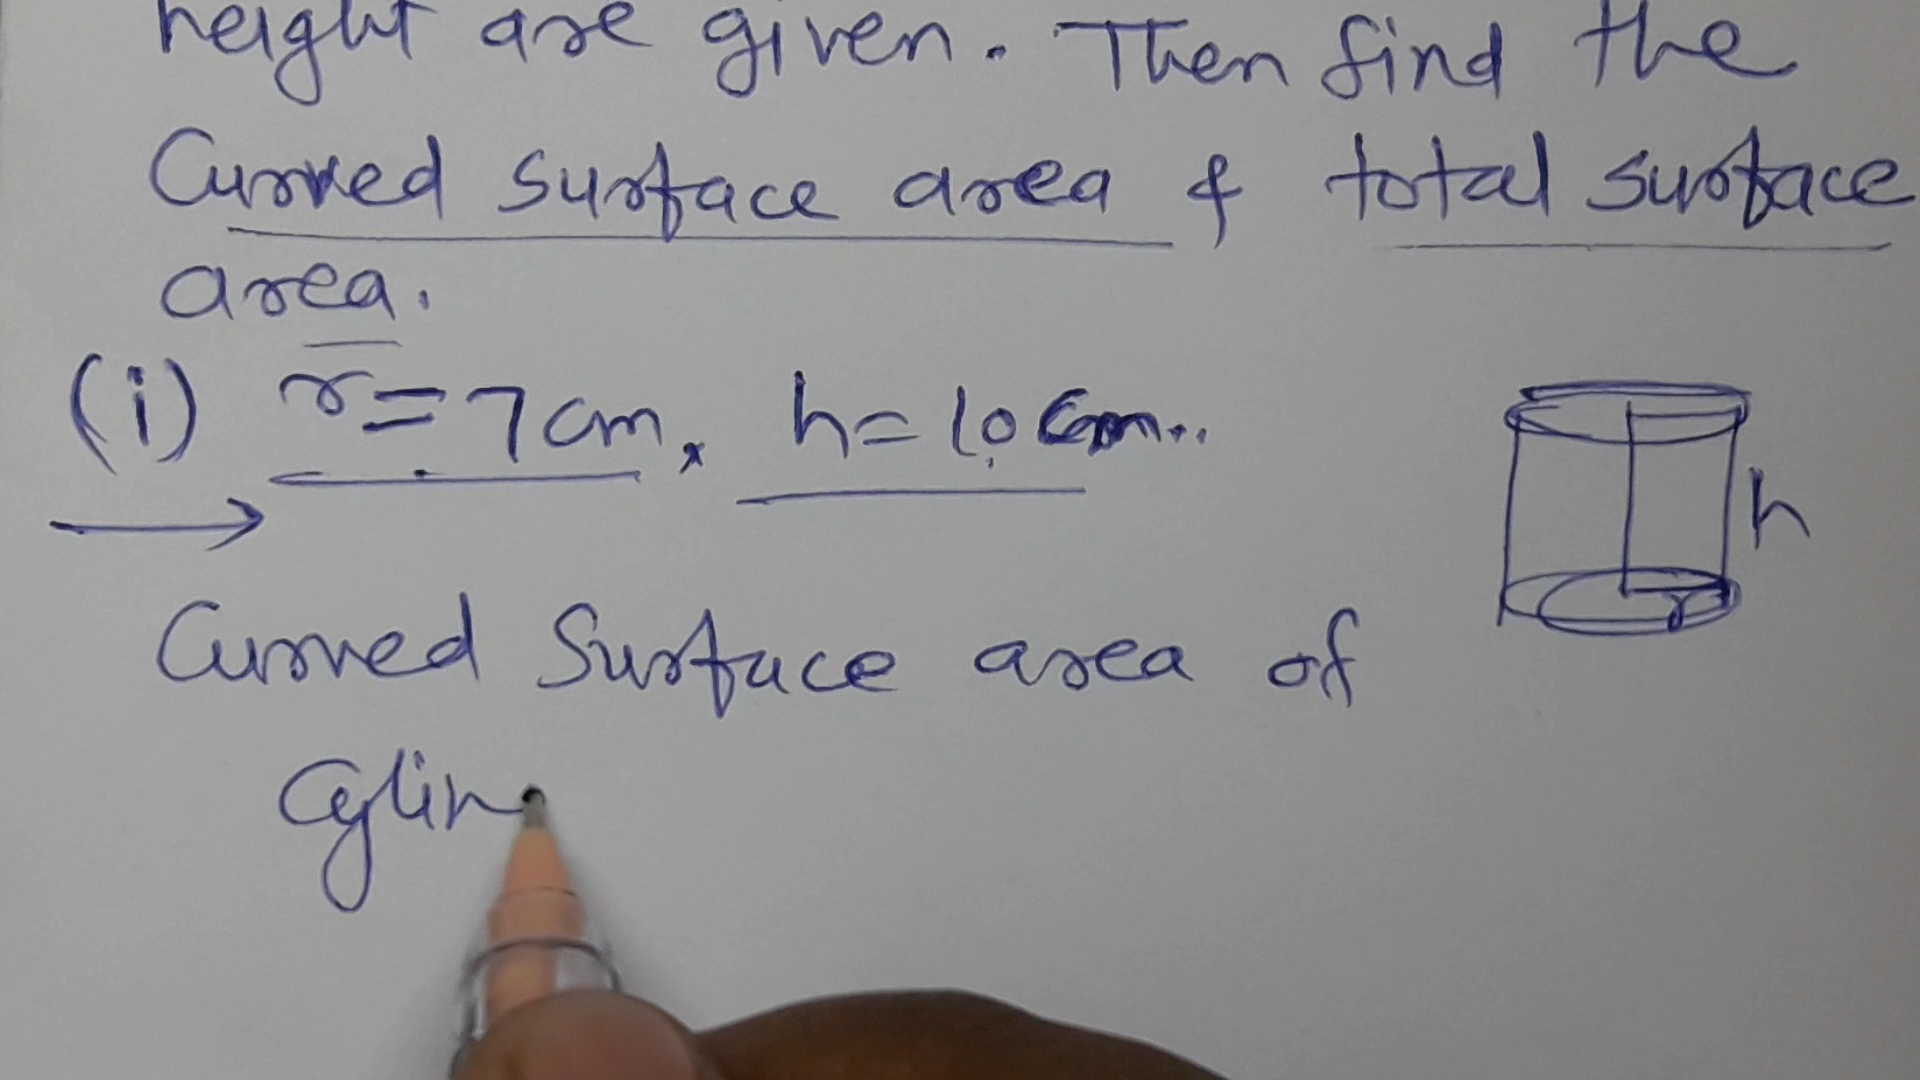 height are given. Then find the
Curved surface area & total surface
area.
(i) r = 7 cm, h = 10 cm..
h
r
Curved Surface area of
Cylin